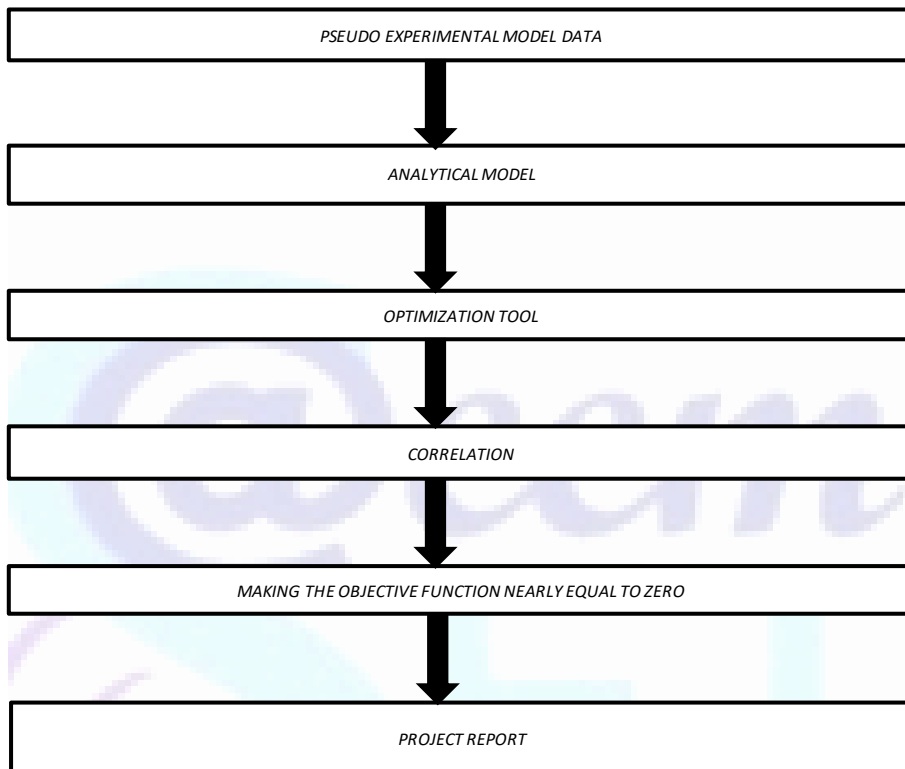 PSEUDO EXPERIMENTAL MODEL DATA
ANALYTICAL MODEL
OPTIMIZATION TOOL
CORRELATION
MAKING THE OBJECTIVE FUNCTION NEARLY EQUAL TO ZERO
PROJECT REPORT